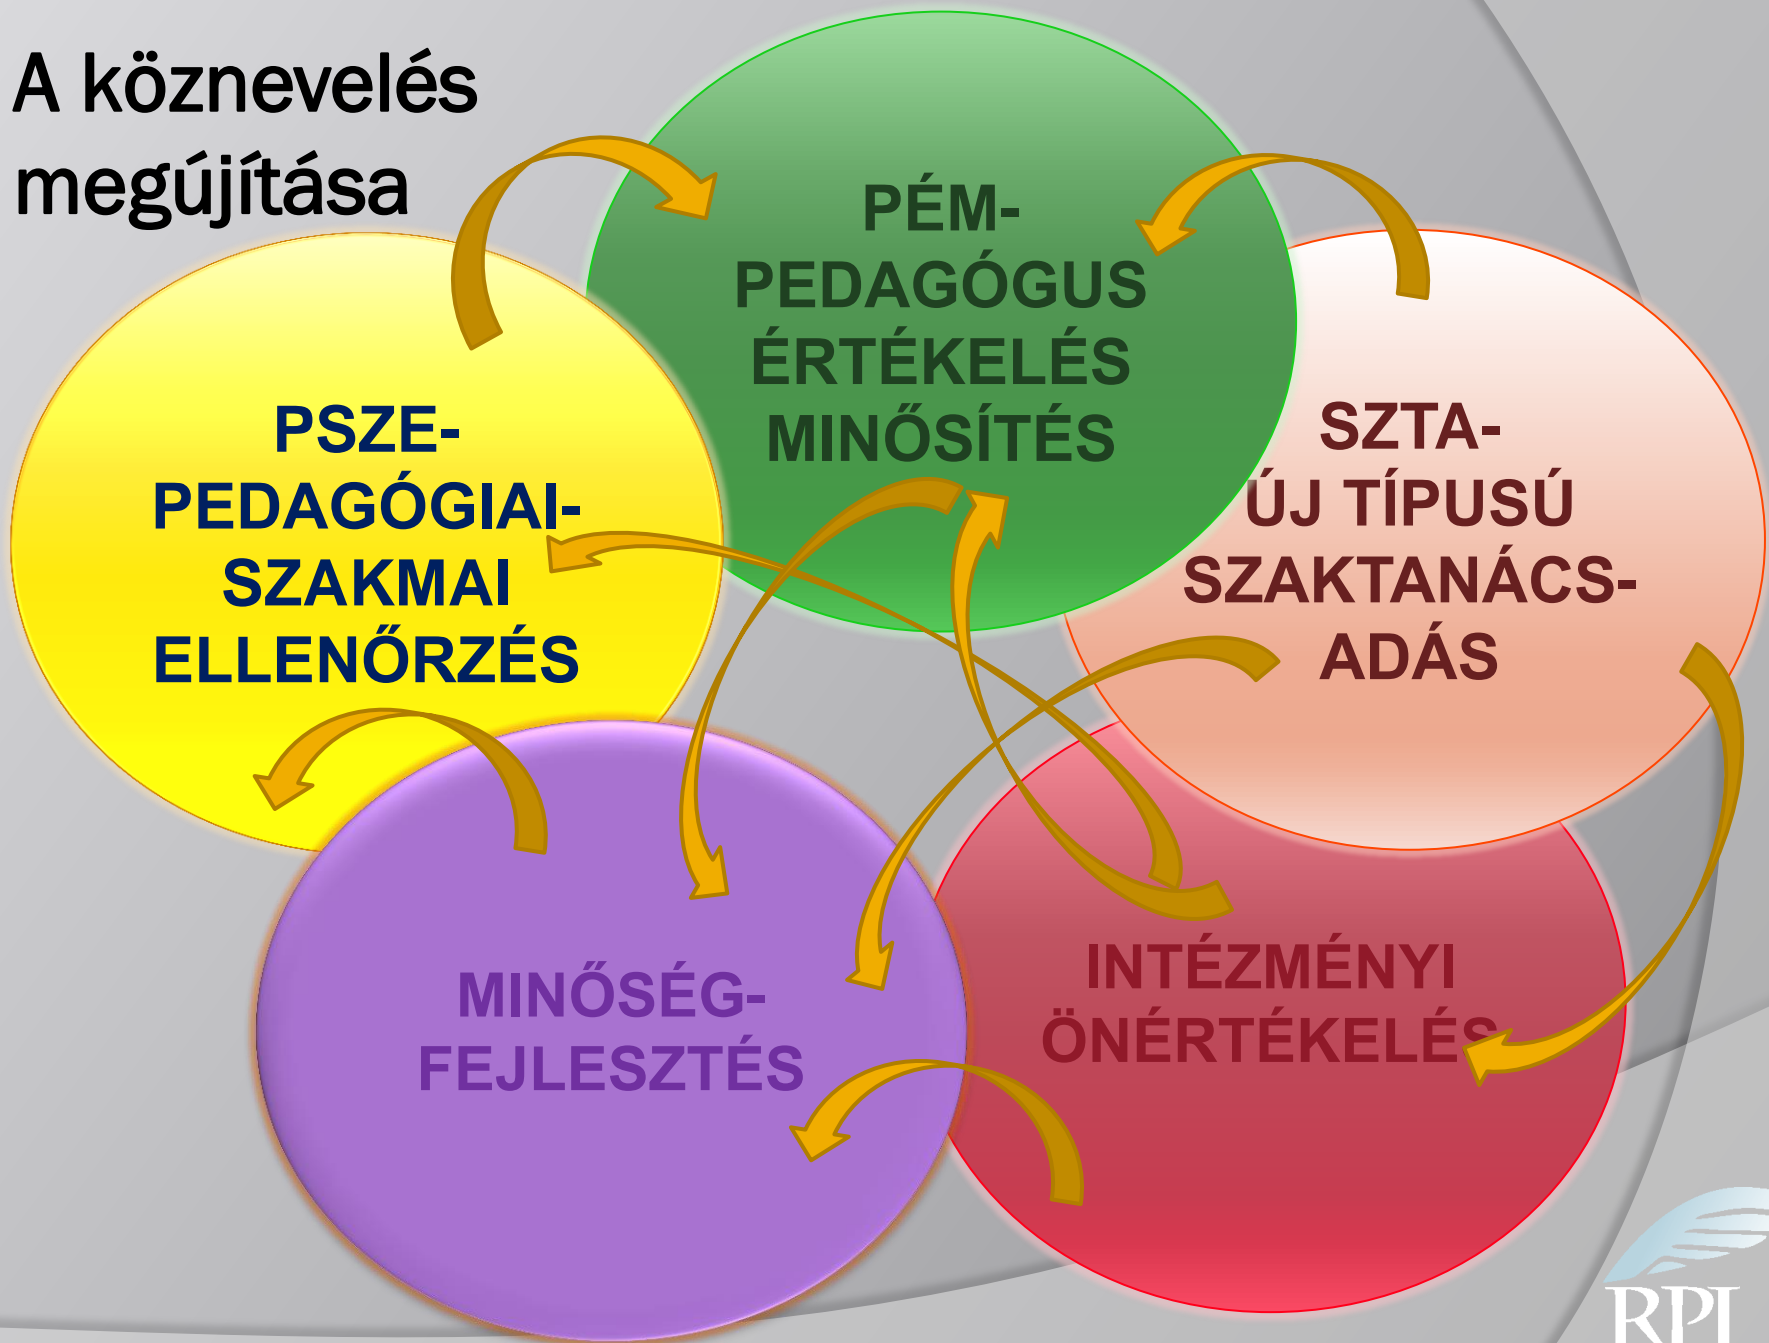 A köznevelés
megújítása
PÉM-
PEDAGÓGUS
ÉRTÉKELÉS
MINŐSÍTÉS
PSZE-
PEDAGÓGIAI-
SZAKMAI
ELLENŐRZÉS
SZTA-
ÚJ TÍPUSÚ
SZAKTANÁCS-
ADÁS
MINŐSÉG-
FEJLESZTÉS
INTÉZMÉNYI
ÖNÉRTÉKELÉS
RPI